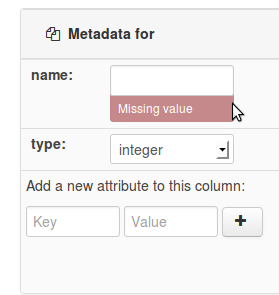 Metadata for
name:
Missing value
type: integer
Add a new attribute to this column:
Key Value +